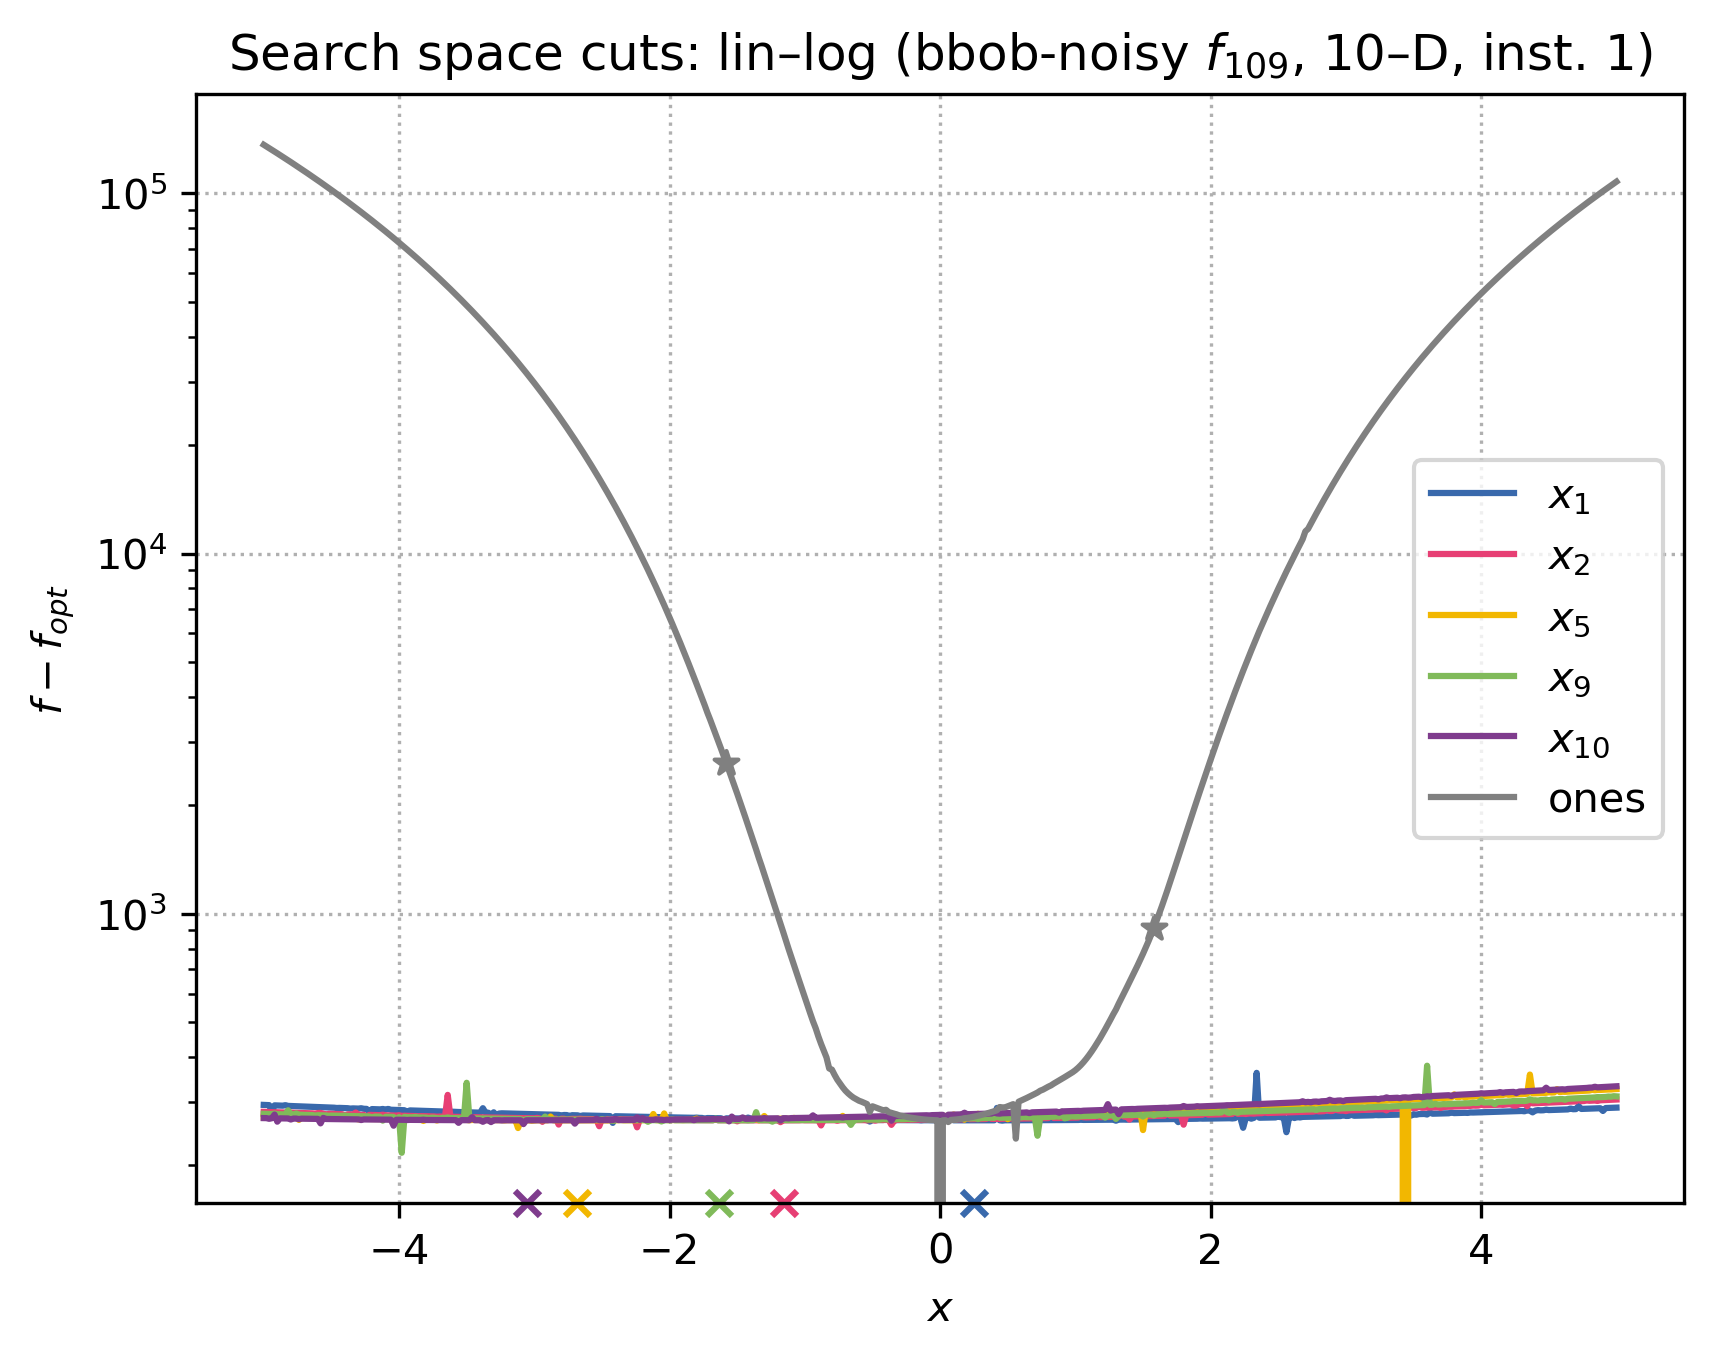 Search space cuts: lin–log (bbob-noisy f109, 10–D, inst. 1)
10^5
10^4
10^3
f − f_opt
x1
x2
x5
x9
x10
ones
−4
−2
0
2
4
x